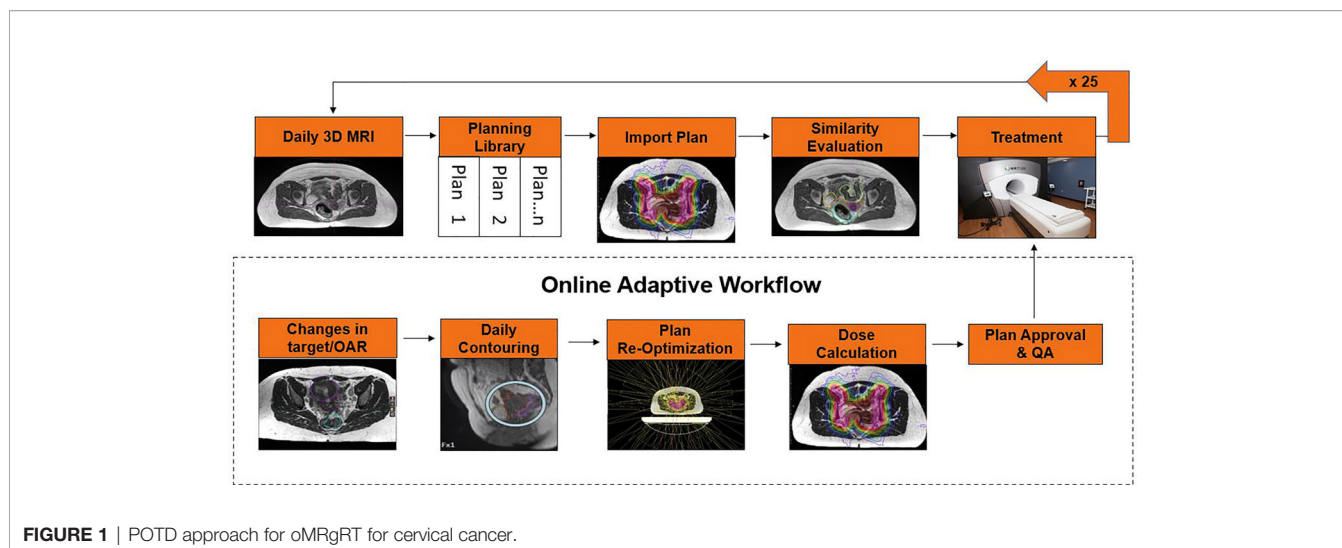 x 25
Daily 3D MRI
Planning
Library
Import Plan
Similarity
Evaluation
Treatment
Plan 1
Plan 2
Plan...n
Online Adaptive Workflow
Changes in
target/OAR
Daily
Contouring
Plan
Re-Optimization
Dose
Calculation
Plan Approval
& QA
Fx1
FIGURE 1 | POTD approach for oMRgRT for cervical cancer.